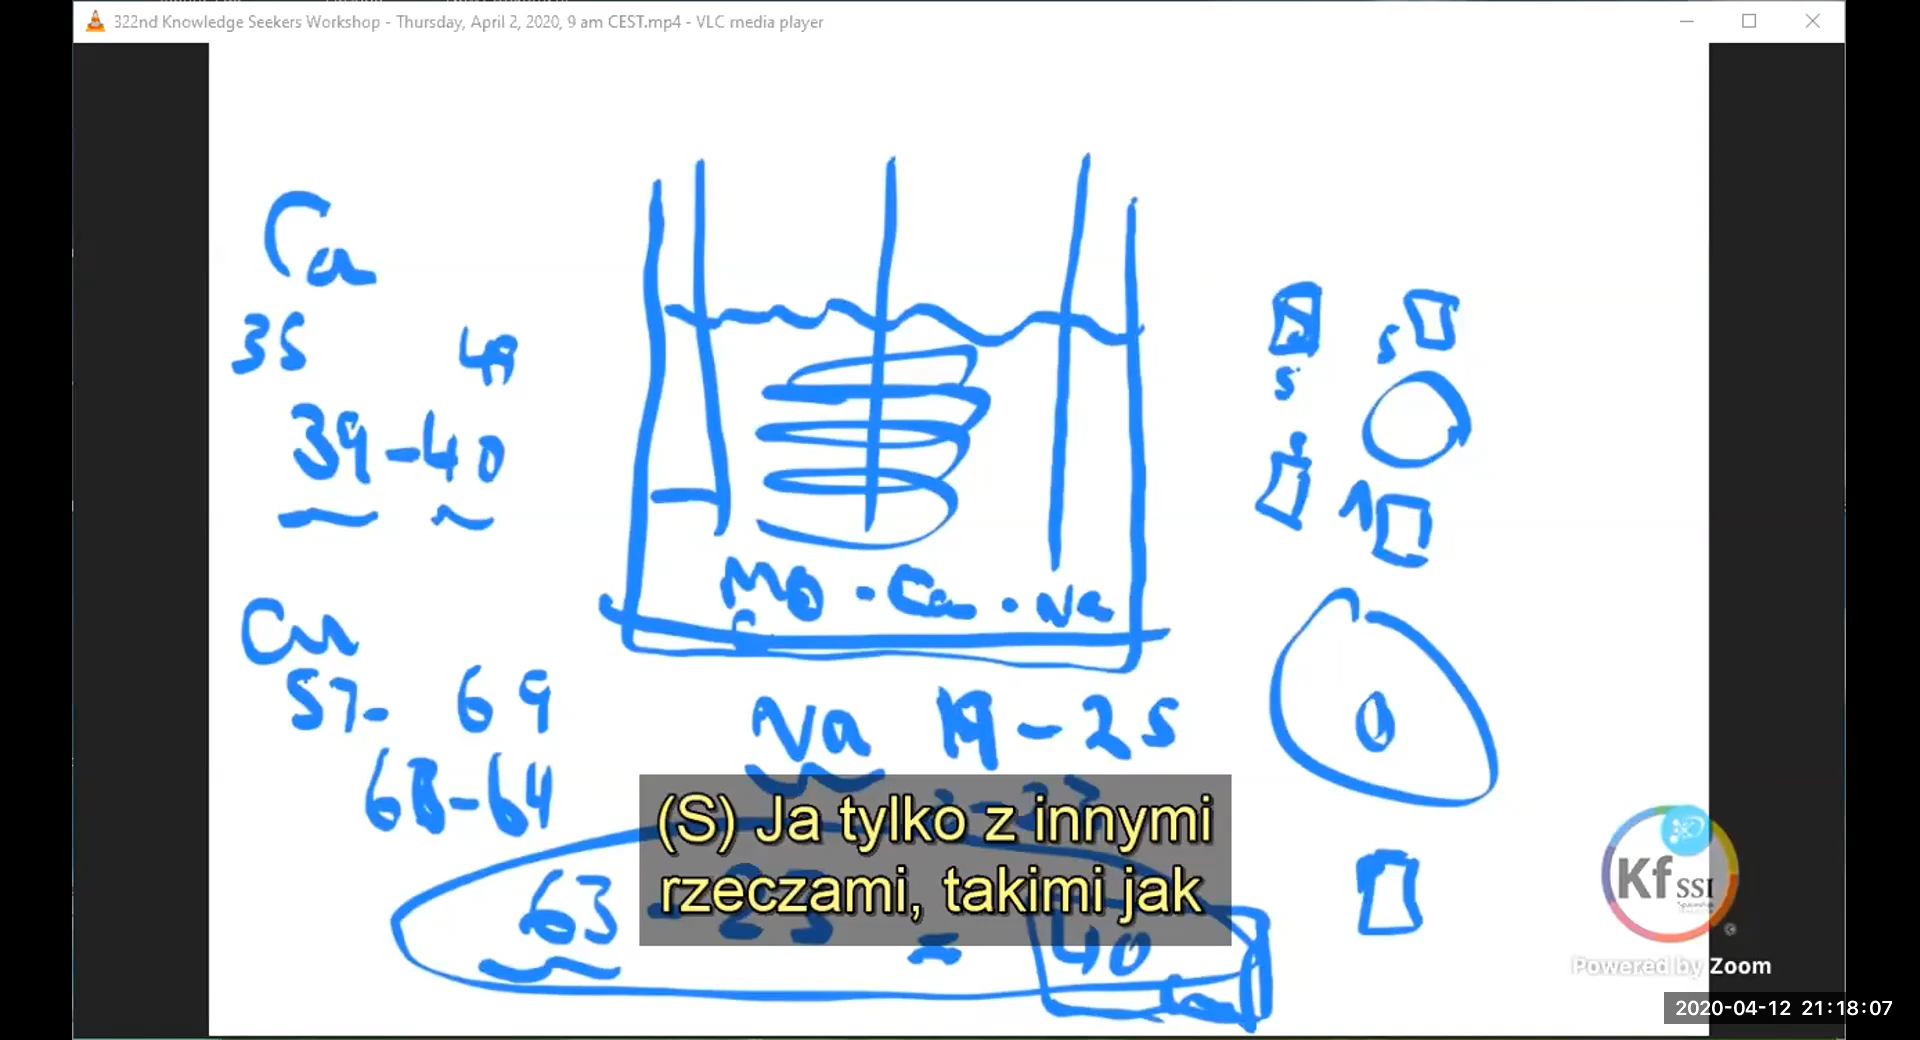 322nd Knowledge Seekers Workshop - Thursday, April 2, 2020, 9 am CEST.mp4 - VLC media player
Ca
35 49
39-40
Cu
57- 69
63-64
Mg · Ca · Na
Na 19-25
(S) Ja tylko z innymi
rzeczami, takimi jak
63 - 23 = 40
S S
Kf SSI
Powered by Zoom
2020-04-12 21:18:07